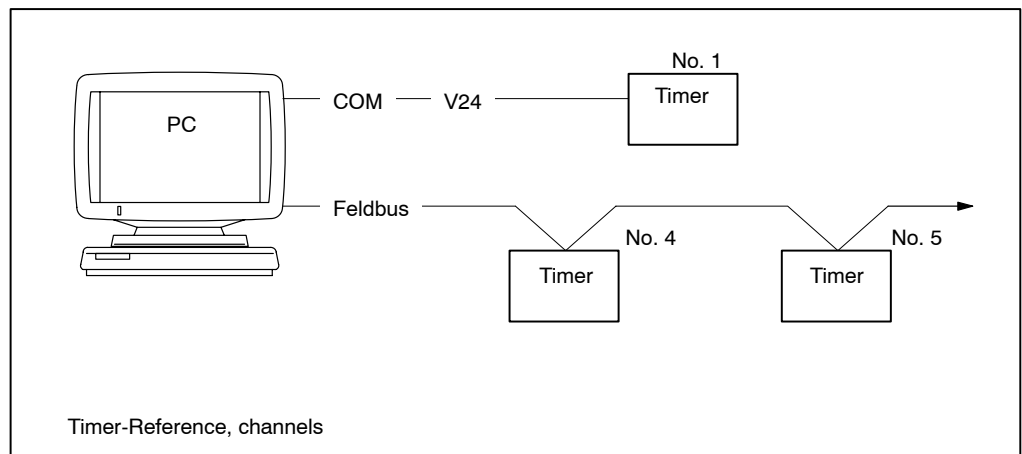 No. 1
PC
COM
V24
Timer
Feldbus
No. 4
No. 5
Timer
Timer
Timer-Reference, channels